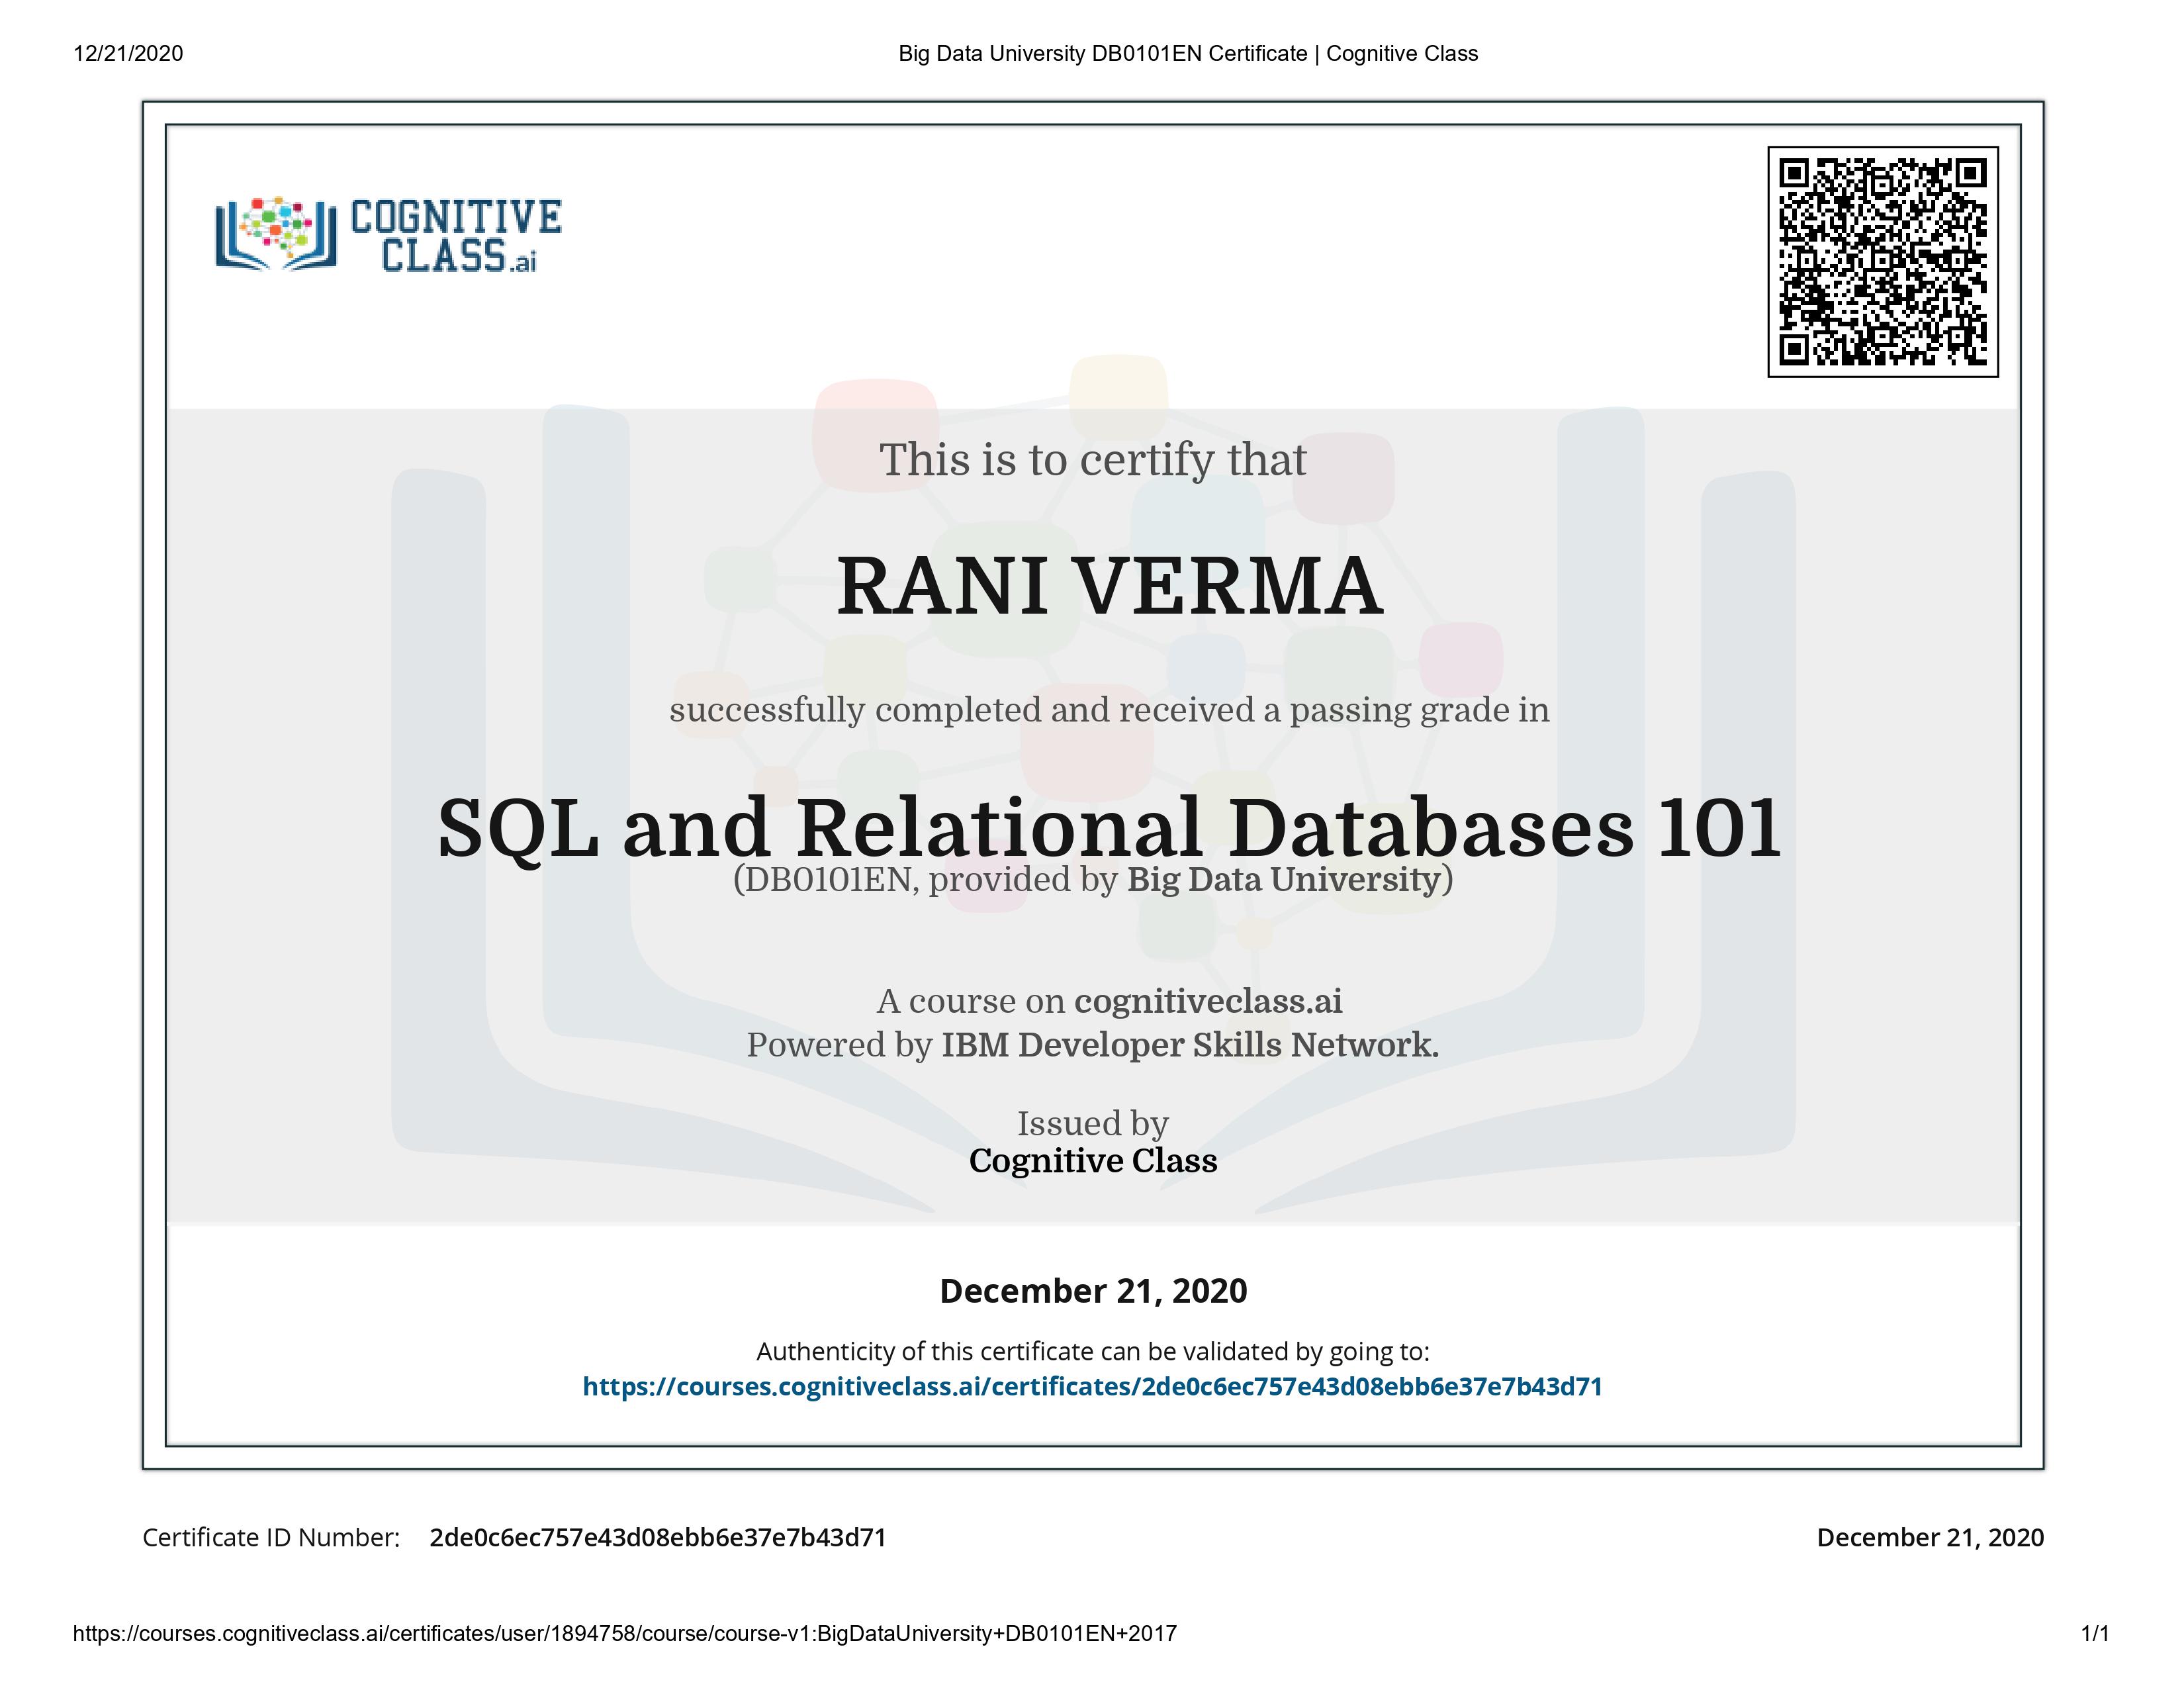 12/21/2020
Big Data University DB0101EN Certificate | Cognitive Class
COGNITIVE
CLASS.ai
This is to certify that
RANI VERMA
successfully completed and received a passing grade in
SQL and Relational Databases 101
(DB0101EN, provided by Big Data University)
A course on cognitiveclass.ai
Powered by IBM Developer Skills Network.
Issued by
Cognitive Class
December 21, 2020
Authenticity of this certificate can be validated by going to:
https://courses.cognitiveclass.ai/certificates/2de0c6ec757e43d08ebb6e37e7b43d71
Certificate ID Number: 2de0c6ec757e43d08ebb6e37e7b43d71
December 21, 2020
https://courses.cognitiveclass.ai/certificates/user/1894758/course/course-v1:BigDataUniversity+DB0101EN+2017
1/1